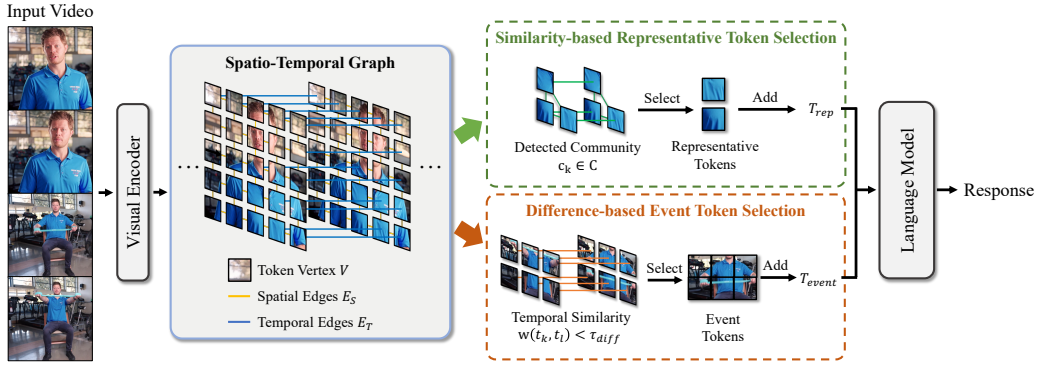 Input Video
Visual Encoder
Spatio-Temporal Graph
...
...
Token Vertex V
Spatial Edges E_S
Temporal Edges E_T
Similarity-based Representative Token Selection
Detected Community
c_k ∈ C
Select
Representative
Tokens
Add
T_rep
Difference-based Event Token Selection
Temporal Similarity
w(t_k, t_l) < τ_diff
Select
Event
Tokens
Add
T_event
Language Model
Response